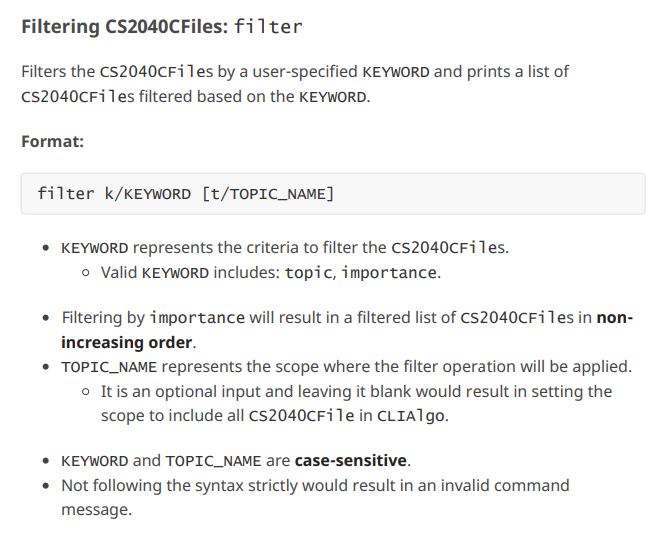 Filtering CS2040CFiles: filter
Filters the CS2040CFiles by a user-specified KEYWORD and prints a list of
CS2040CFiles filtered based on the KEYWORD.
Format:
filter k/KEYWORD [t/TOPIC_NAME]
• KEYWORD represents the criteria to filter the CS2040CFiles.
○ Valid KEYWORD includes: topic, importance.
• Filtering by importance will result in a filtered list of CS2040CFiles in non-
increasing order.
• TOPIC_NAME represents the scope where the filter operation will be applied.
○ It is an optional input and leaving it blank would result in setting the
scope to include all CS2040CFile in CLIAlgo.
• KEYWORD and TOPIC_NAME are case-sensitive.
• Not following the syntax strictly would result in an invalid command
message.